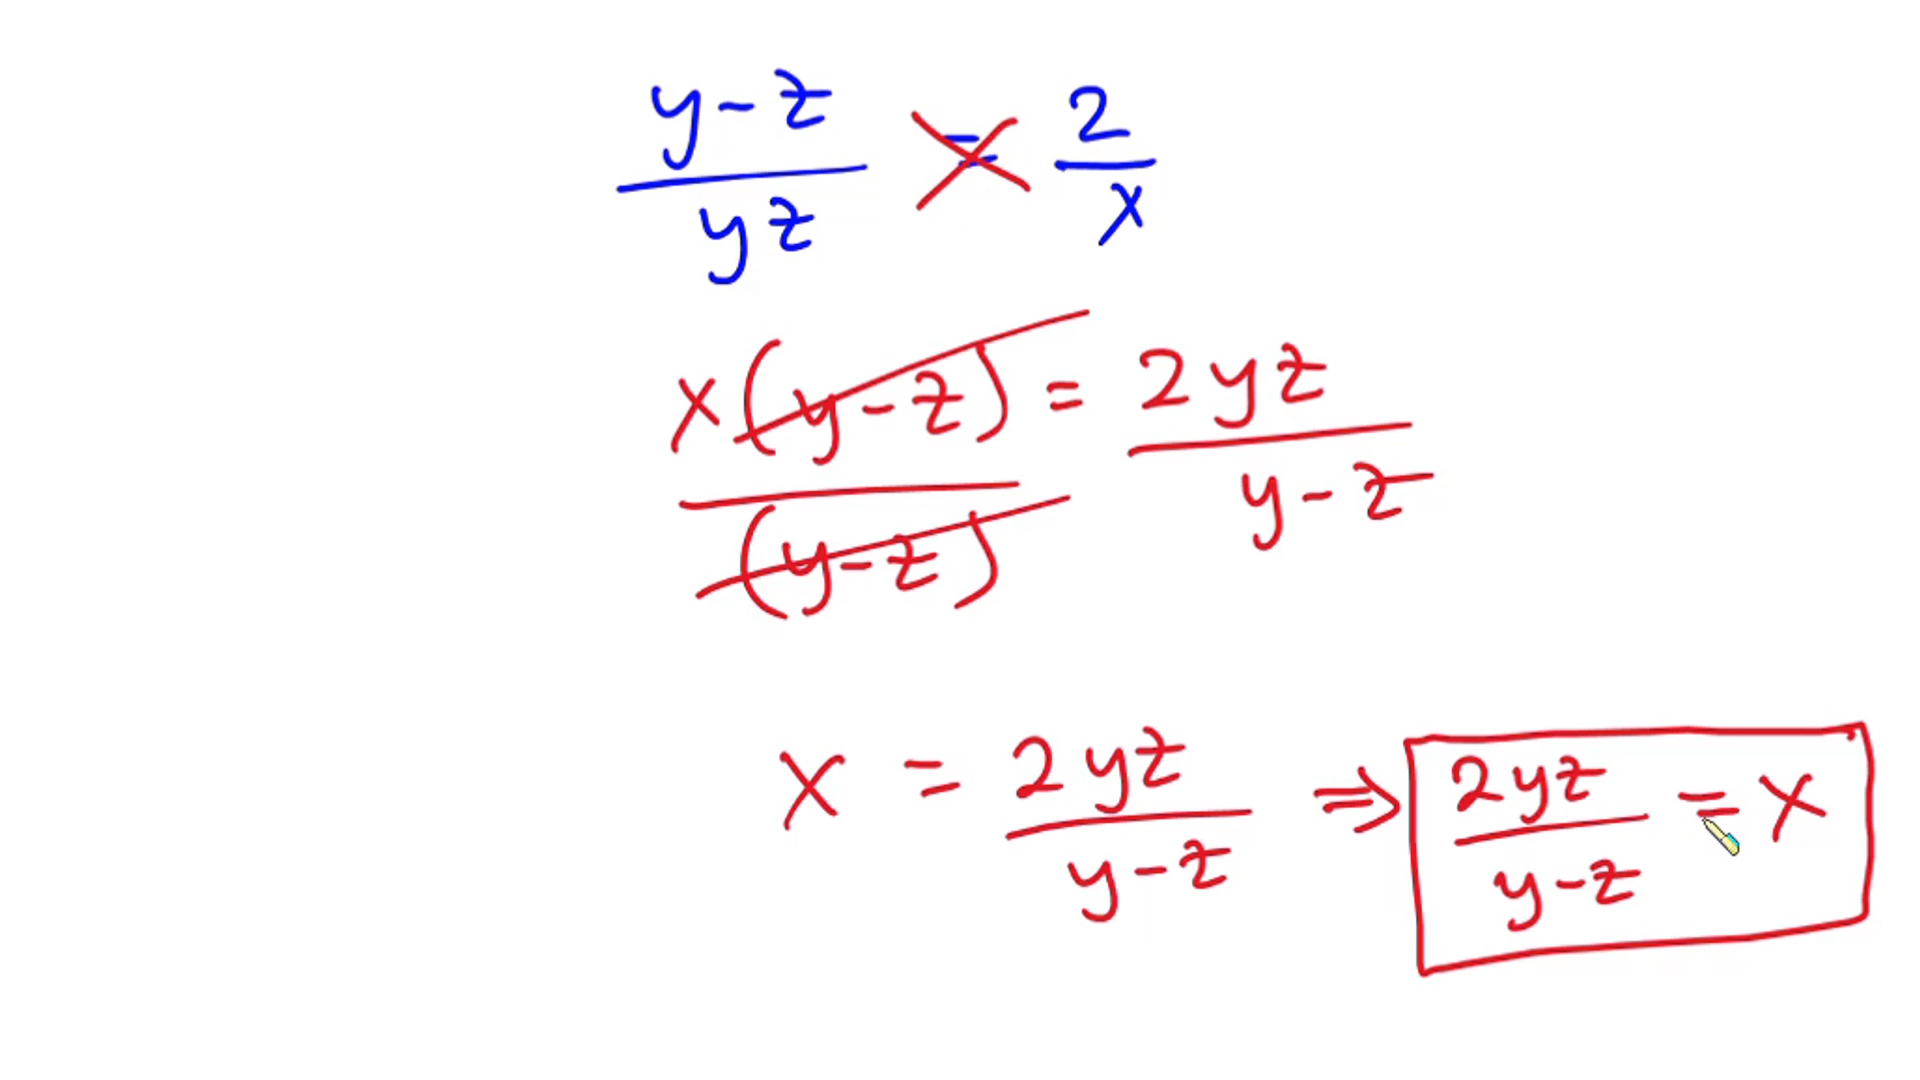 y-z = 2
yz x
x(y-z) = 2yz
(y-z) y-z
x = 2yz ⇒ 2yz = x
y-z y-z